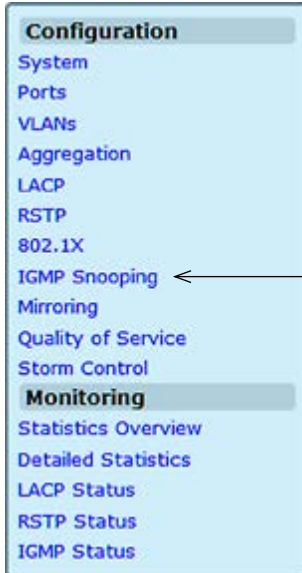 Configuration
System
Ports
VLANs
Aggregation
LACP
RSTP
802.1X
IGMP Snooping
Mirroring
Quality of Service
Storm Control
Monitoring
Statistics Overview
Detailed Statistics
LACP Status
RSTP Status
IGMP Status